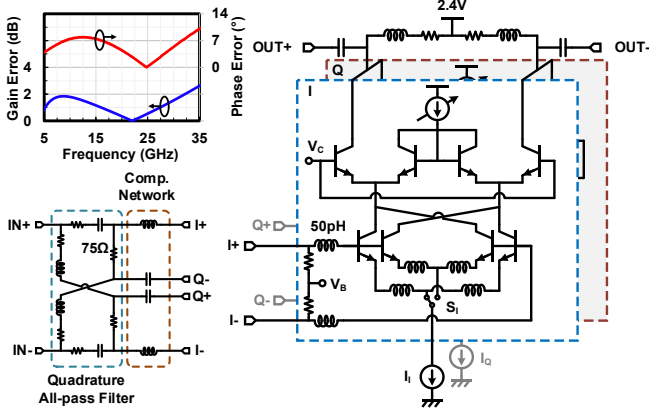 Gain Error (dB)
4
2
0
5
15
25
35
Frequency (GHz)
14
7
0
Phase Error (°)
2.4V
OUT+
OUT-
Q
I
VC
Q+
I+
50pH
VB
Q-
I-
SI
II
IQ
Comp.
Network
IN+
I+
75Ω
Q-
Q+
IN-
I-
Quadrature
All-pass Filter